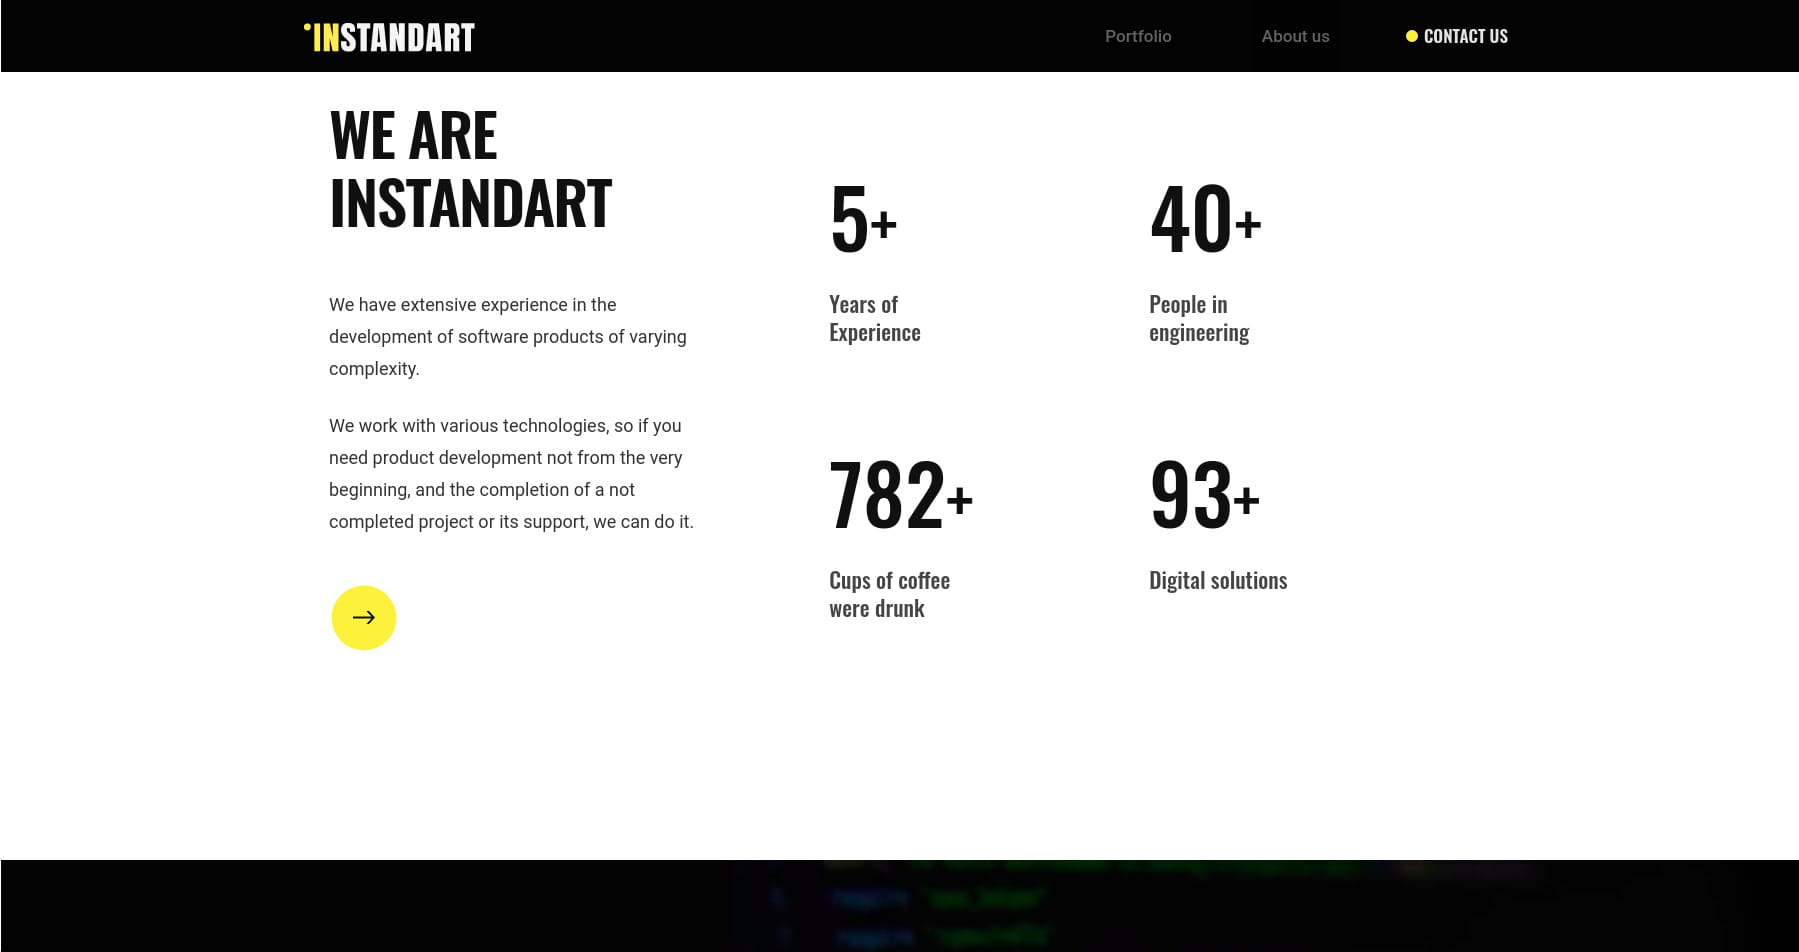 INSTANDART
Portfolio
About us
CONTACT US
WE ARE
INSTANDART
We have extensive experience in the
development of software products of varying
complexity.
We work with various technologies, so if you
need product development not from the very
beginning, and the completion of a not
completed project or its support, we can do it.
5+
Years of
Experience
40+
People in
engineering
782+
Cups of coffee
were drunk
93+
Digital solutions
require
require